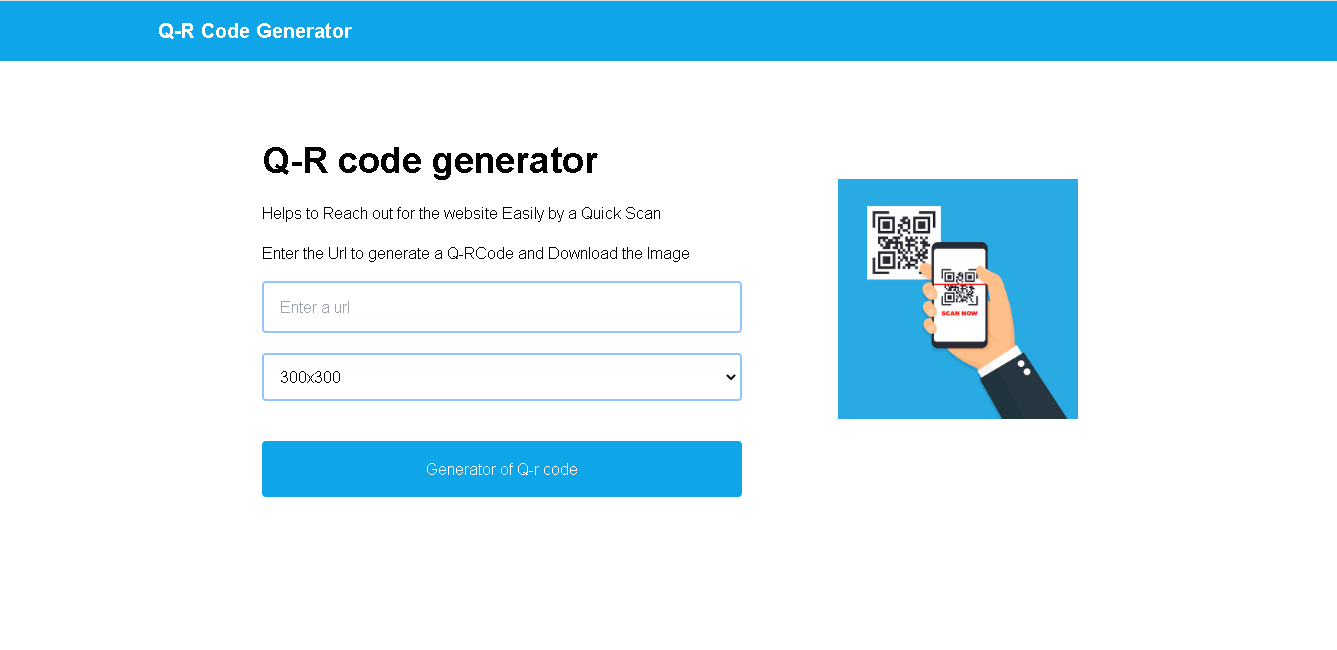 Q-R Code Generator
Q-R code generator
Helps to Reach out for the website Easily by a Quick Scan
Enter the Url to generate a Q-RCode and Download the Image
Enter a url
300x300
Generator of Q-r code
SCAN NOW